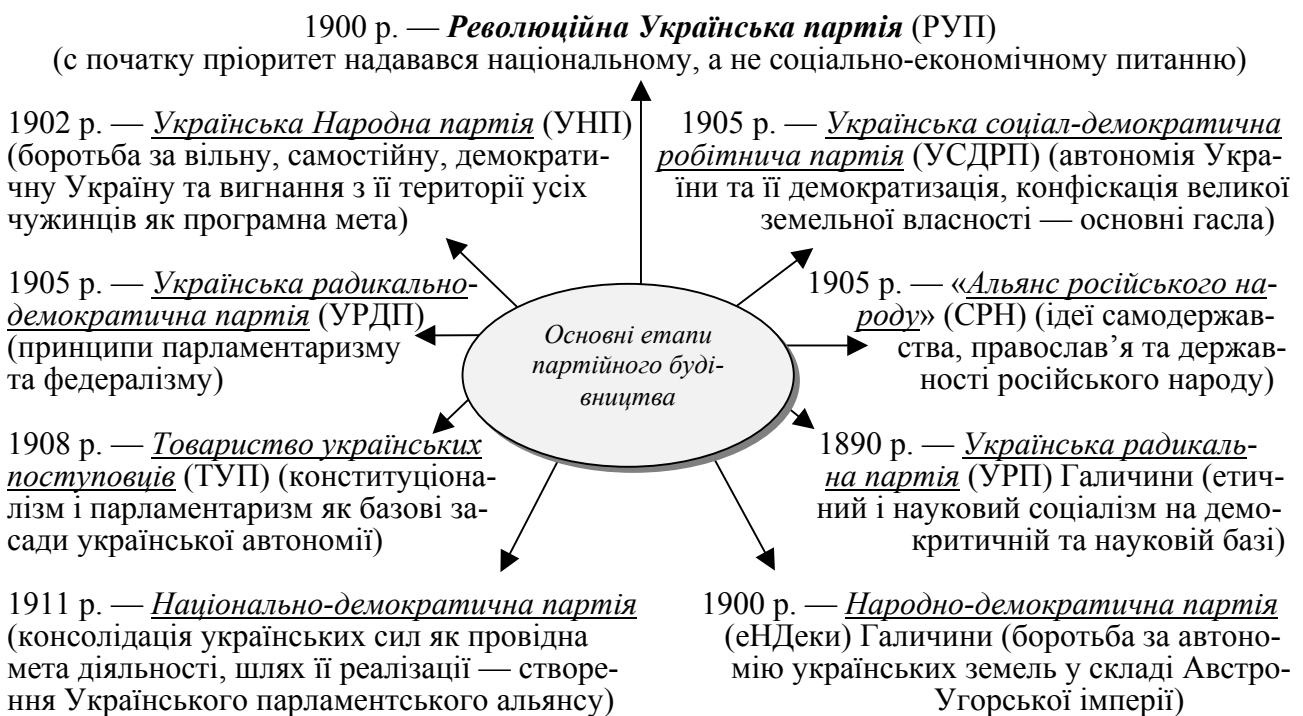 1900 р. — Революційна Українська партія (РУП)
(с початку пріоритет надавався національному, а не соціально-економічному питанню)
1902 р. — Українська Народна партія (УНП)
(боротьба за вільну, самостійну, демократи-
чну Україну та вигнання з її території усіх
чужинців як програмна мета)
1905 р. — Українська соціал-демократична
робітнича партія (УСДРП) (автономія Укра-
їни та її демократизація, конфіскація великої
земельної власності — основні гасла)
1905 р. — Українська радикально-
демократична партія (УРДП)
(принципи парламентаризму
та федералізму)
Основні етапи
партійного буді-
вництва
1905 р. — «Альянс російського на-
роду» (СРН) (ідеї самодержав-
ства, православ’я та держав-
ності російського народу)
1908 р. — Товариство українських
поступовців (ТУП) (конституціона-
лізм і парламентаризм як базові за-
сади української автономії)
1890 р. — Українська радикаль-
на партія (УРП) Галичини (етич-
ний і науковий соціалізм на демо-
критичній та науковій базі)
1911 р. — Національно-демократична партія
(консолідація українських сил як провідна
мета діяльності, шлях її реалізації — створе-
ння Українського парламентського альянсу)
1900 р. — Народно-демократична партія
(еНДеки) Галичини (боротьба за автоно-
мію українських земель у складі Австро-
Угорської імперії)